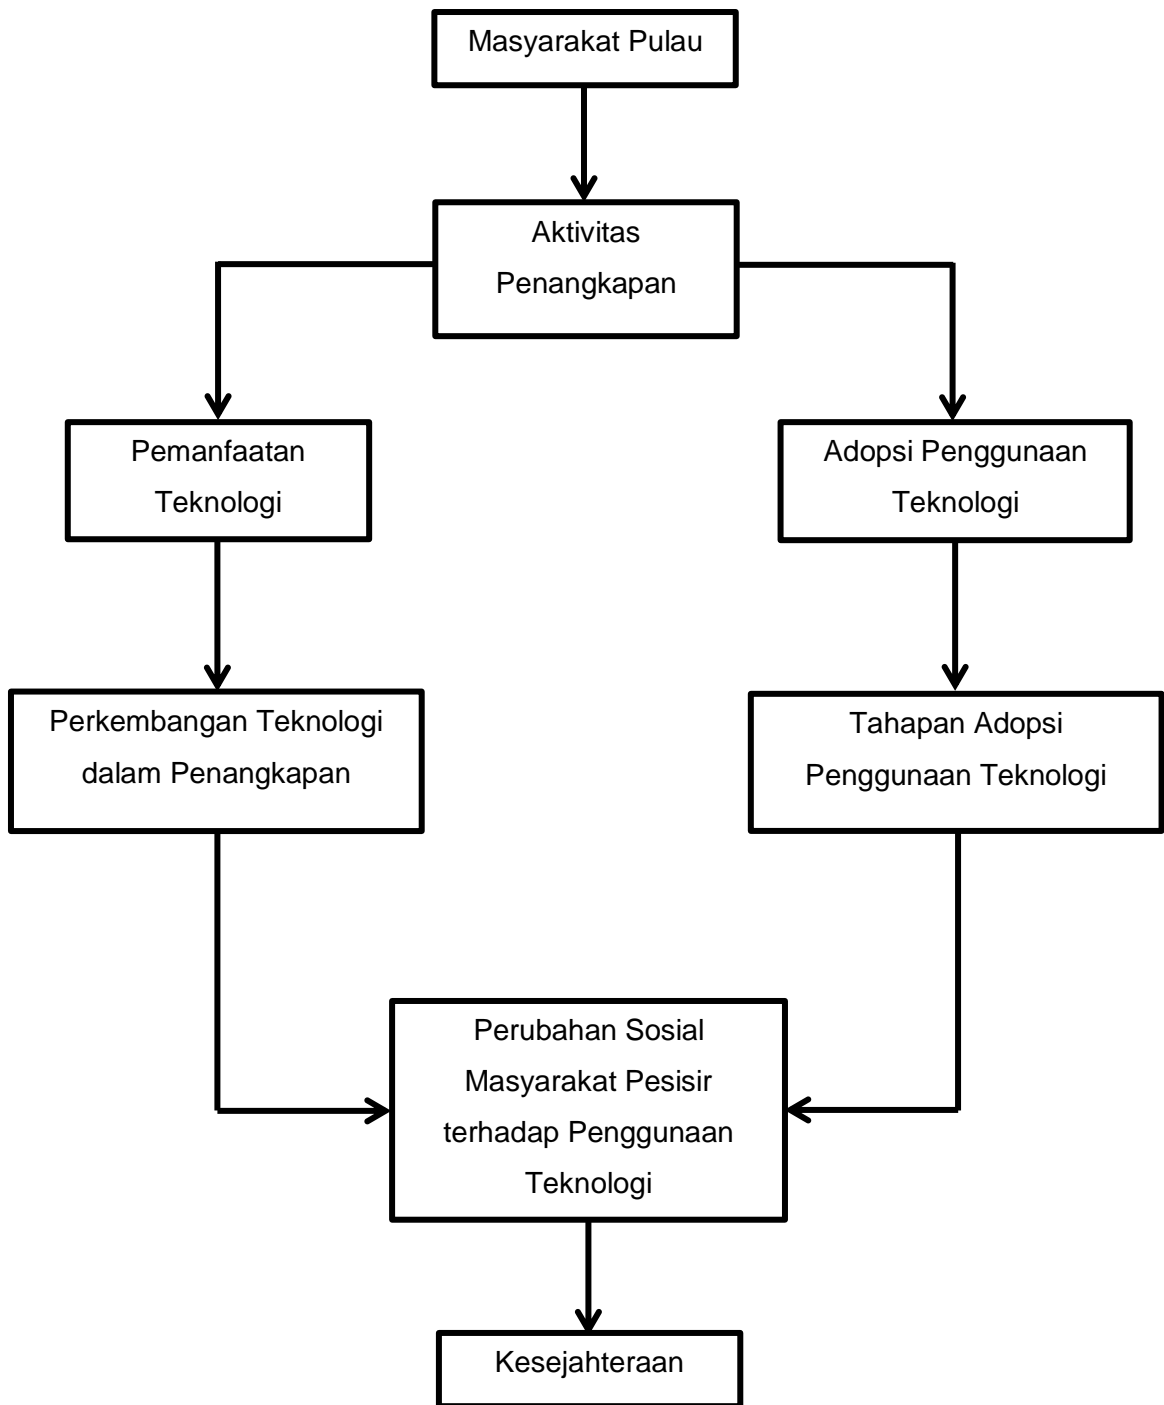 Masyarakat Pulau
Aktivitas
Penangkapan
Pemanfaatan
Teknologi
Adopsi Penggunaan
Teknologi
Perkembangan Teknologi
dalam Penangkapan
Tahapan Adopsi
Penggunaan Teknologi
Perubahan Sosial
Masyarakat Pesisir
terhadap Penggunaan
Teknologi
Kesejahteraan